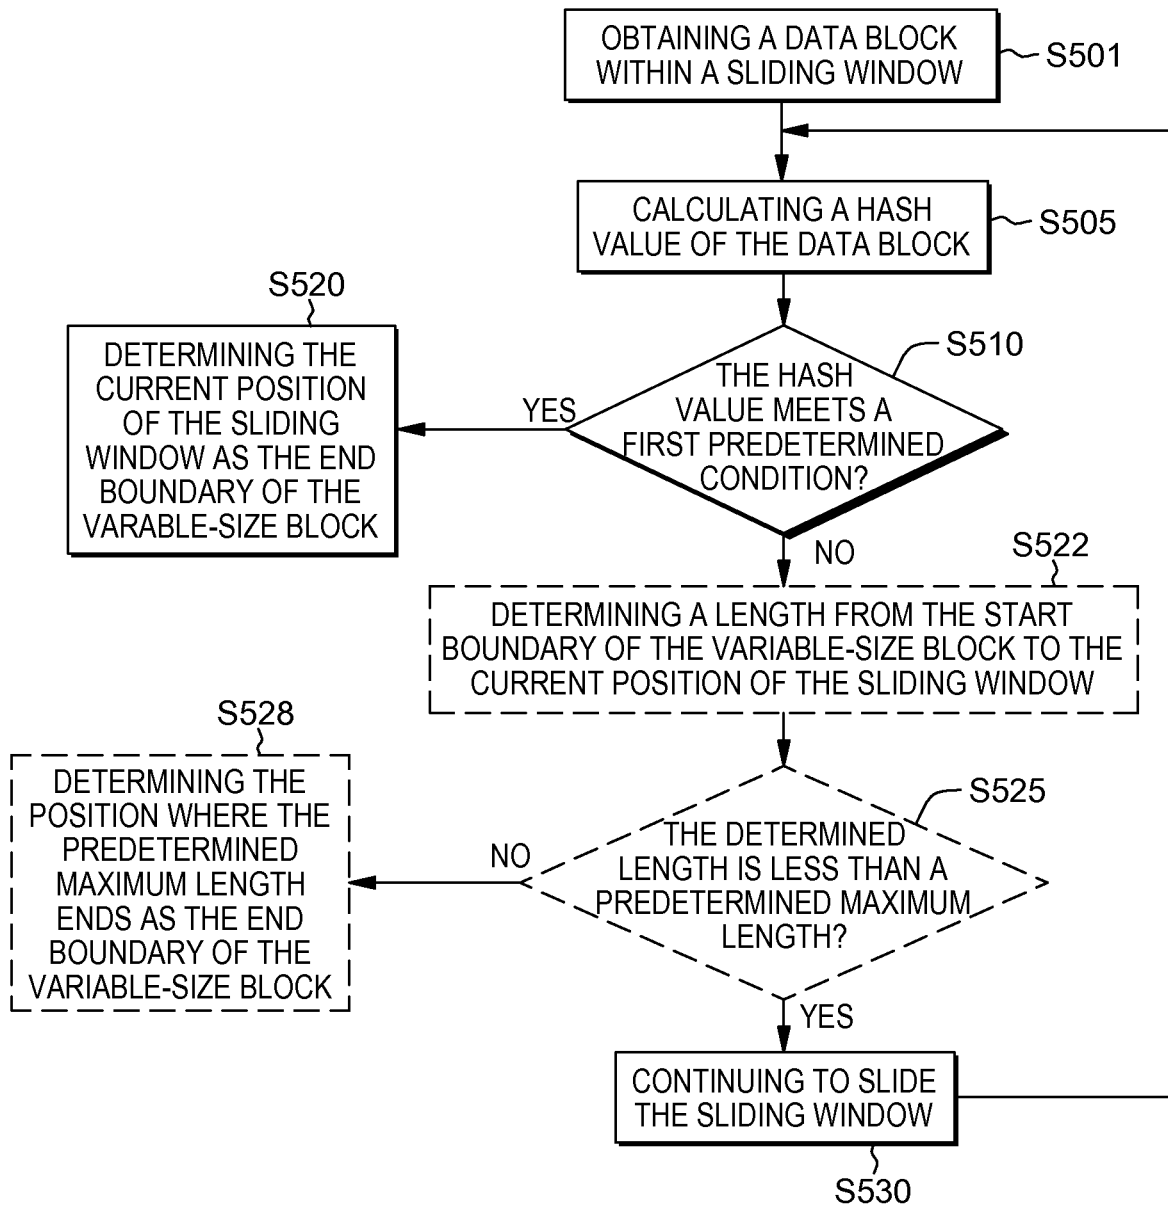 OBTAINING A DATA BLOCK
WITHIN A SLIDING WINDOW
S501
CALCULATING A HASH
VALUE OF THE DATA BLOCK
S505
S510
THE HASH
VALUE MEETS A
FIRST PREDETERMINED
CONDITION?
YES
S520
DETERMINING THE
CURRENT POSITION
OF THE SLIDING
WINDOW AS THE END
BOUNDARY OF THE
VARABLE-SIZE BLOCK
NO
S522
DETERMINING A LENGTH FROM THE START
BOUNDARY OF THE VARIABLE-SIZE BLOCK TO THE
CURRENT POSITION OF THE SLIDING WINDOW
S525
THE DETERMINED
LENGTH IS LESS THAN A
PREDETERMINED MAXIMUM
LENGTH?
NO
S528
DETERMINING THE
POSITION WHERE THE
PREDETERMINED
MAXIMUM LENGTH
ENDS AS THE END
BOUNDARY OF THE
VARIABLE-SIZE BLOCK
YES
CONTINUING TO SLIDE
THE SLIDING WINDOW
S530